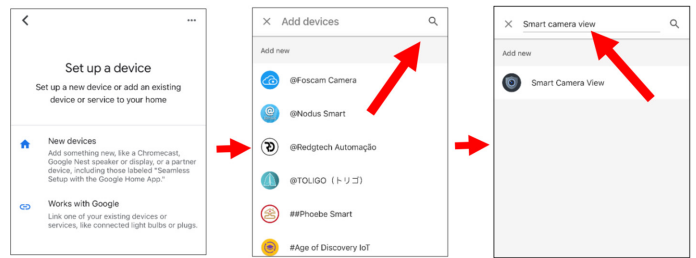 Set up a device
Set up a new device or add an existing
device or service to your home
New devices
Add something new, like a Chromecast,
Google Nest speaker or display, or a partner
device, including those labeled "Seamless
Setup with the Google Home App."
Works with Google
Link one of your existing devices or
services, like connected light bulbs or plugs.
Add devices
Add new
@Foscam Camera
@Nodus Smart
@Redgtech Automação
@TOLIGO (トリゴ)
##Phoebe Smart
#Age of Discovery IoT
Smart camera view
Add new
Smart Camera View